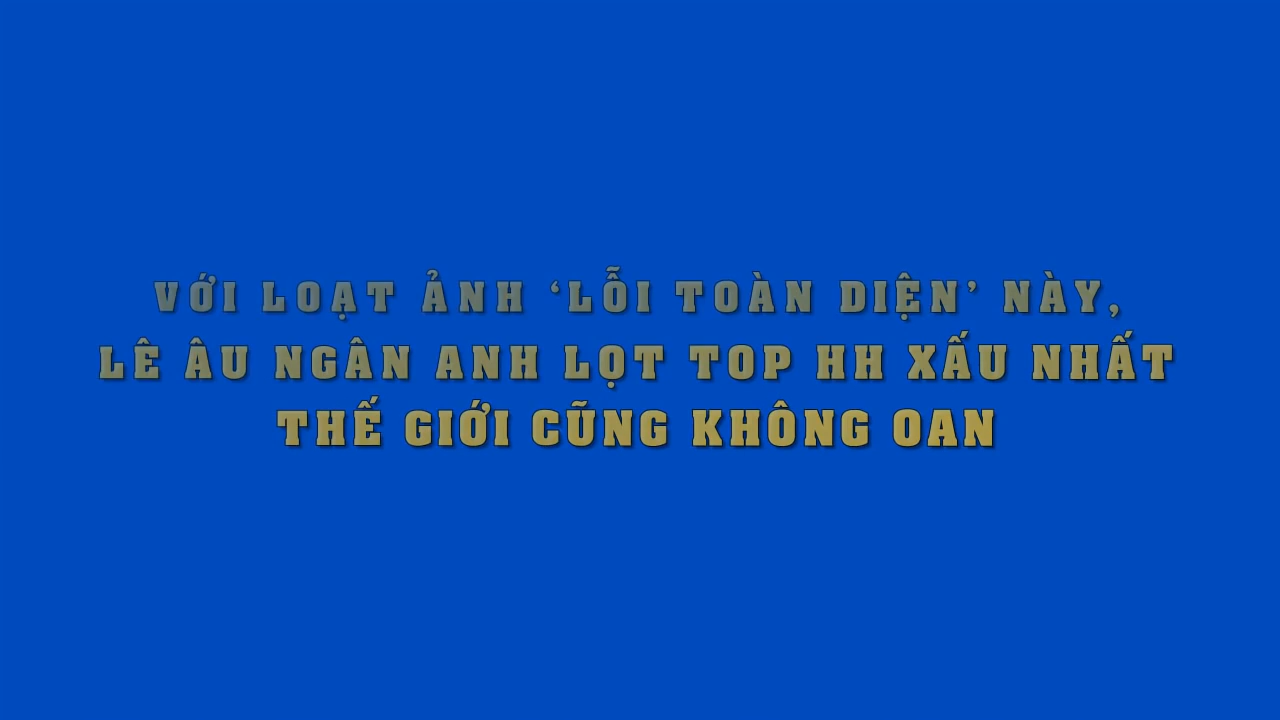 VỚI LOẠT ẢNH ‘LỖI TOÀN DIỆN’ NÀY,
LÊ ÂU NGÂN ANH LỌT TOP HH XẤU NHẤT
THẾ GIỚI CŨNG KHÔNG OAN